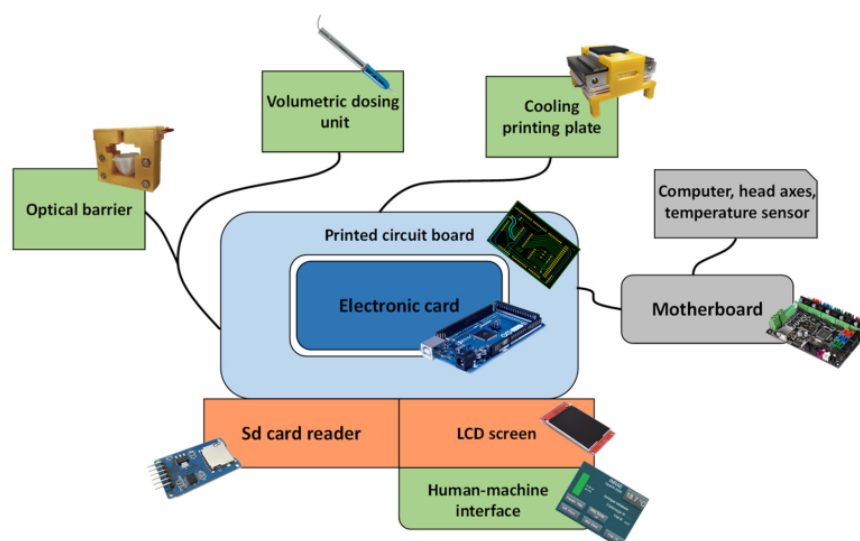 Volumetric dosing
unit
Cooling
printing plate
Optical barrier
Computer, head axes,
temperature sensor
Printed circuit board
Electronic card
Motherboard
Sd card reader
LCD screen
Human-machine
interface